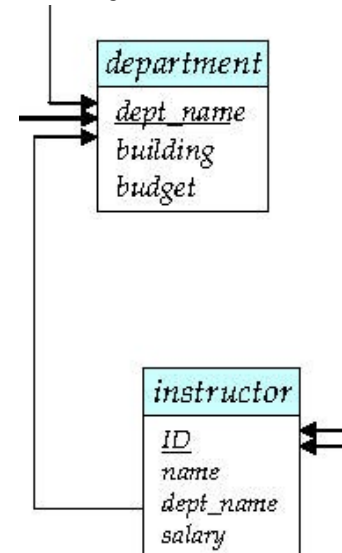 department
dept_name
building
budget
instructor
ID
name
dept_name
salary